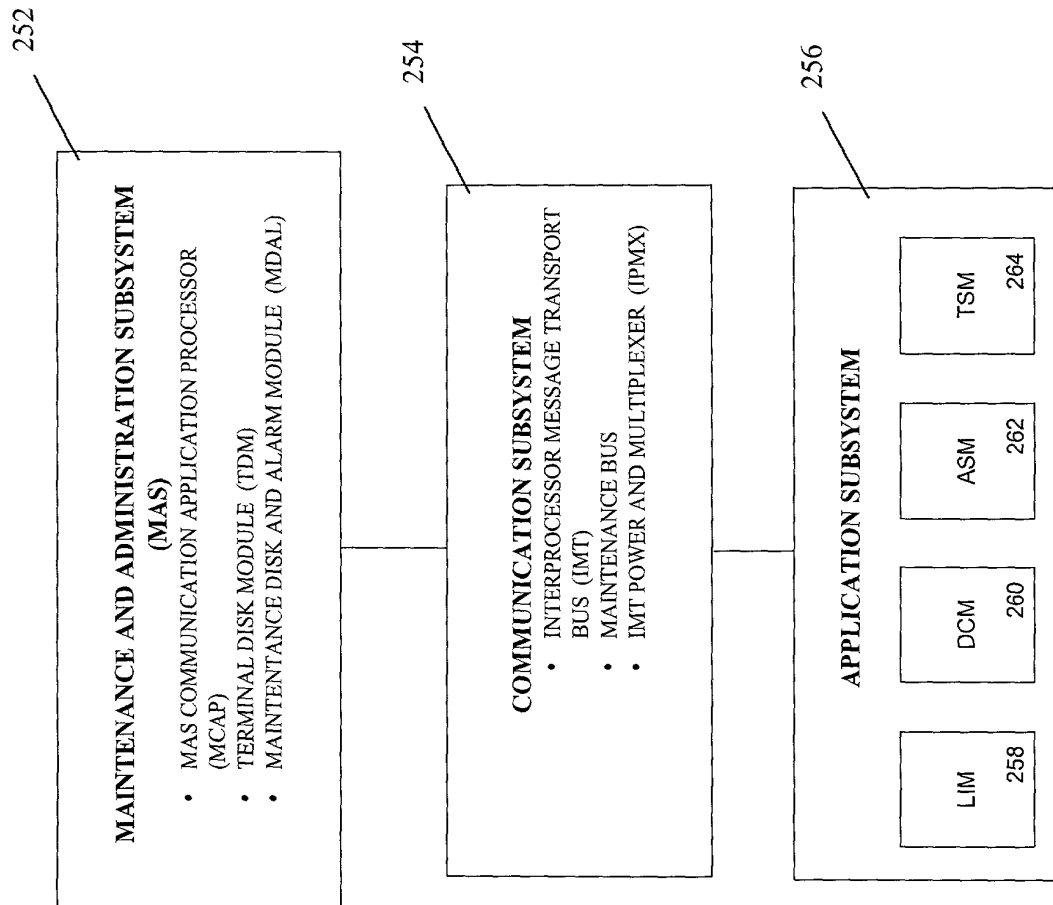 252
MAINTENANCE AND ADMINISTRATION SUBSYSTEM
(MAS)
• MAS COMMUNICATION APPLICATION PROCESSOR
(MCAP)
• TERMINAL DISK MODULE (TDM)
• MAINTENTANCE DISK AND ALARM MODULE (MDAL)
254
COMMUNICATION SUBSYSTEM
• INTERPROCESSOR MESSAGE TRANSPORT
BUS (IMT)
• MAINTENANCE BUS
• IMT POWER AND MULTIPLEXER (IPMX)
256
APPLICATION SUBSYSTEM
LIM
258
DCM
260
ASM
262
TSM
264